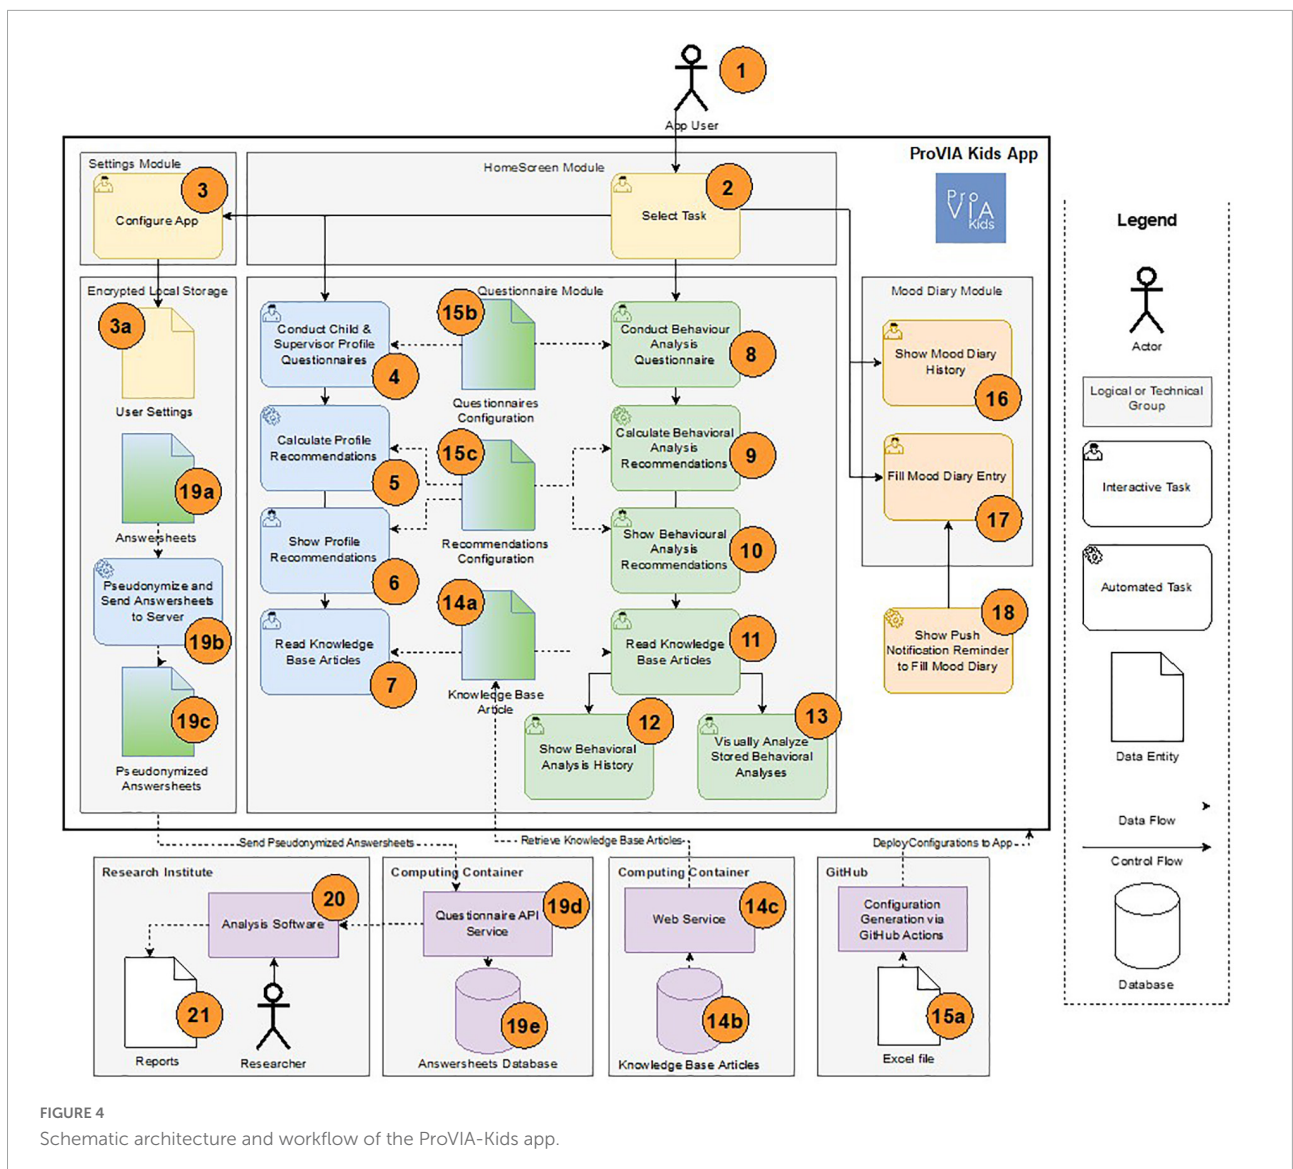 1
App User
ProVIA Kids App
Pro
VIA
Kids
Settings Module
3
Configure App
HomeScreen Module
2
Select Task
Encrypted Local Storage
3a
User Settings
19a
Answersheets
Pseudonymize and
Send Answersheets
to Server
19b
19c
Pseudonymized
Answersheets
Questionnaire Module
Conduct Child &
Supervisor Profile
Questionnaires
4
15b
Questionnaires
Configuration
Conduct Behaviour
Analysis
Questionnaire
8
Calculate Profile
Recommendations
5
15c
Recommendations
Configuration
Calculate Behavioral
Analysis
Recommendations
9
Show Profile
Recommendations
6
Show Behavioural
Analysis
Recommendations
10
Read Knowledge
Base Articles
7
14a
Knowledge Base
Article
Read Knowledge
Base Articles
11
12
Show Behavioral
Analysis History
13
Visually Analyze
Stored Behavioral
Analyses
Mood Diary Module
Show Mood Diary
History
16
Fill Mood Diary Entry
17
18
Show Push
Notification Reminder
to Fill Mood Diary
Send Pseudonymized Answersheets
Retrieve Knowledge Base Articles
Deploy Configurations to App
Research Institute
20
Analysis Software
21
Reports
Researcher
Computing Container
19d
Questionnaire API
Service
19e
Answersheets Database
Computing Container
Web Service
14c
14b
Knowledge Base Articles
GitHub
Configuration
Generation via
GitHub Actions
15a
Excel file
Legend
Actor
Logical or Technical
Group
Interactive Task
Automated Task
Data Entity
Data Flow
Control Flow
Database
FIGURE 4
Schematic architecture and workflow of the ProVIA-Kids app.